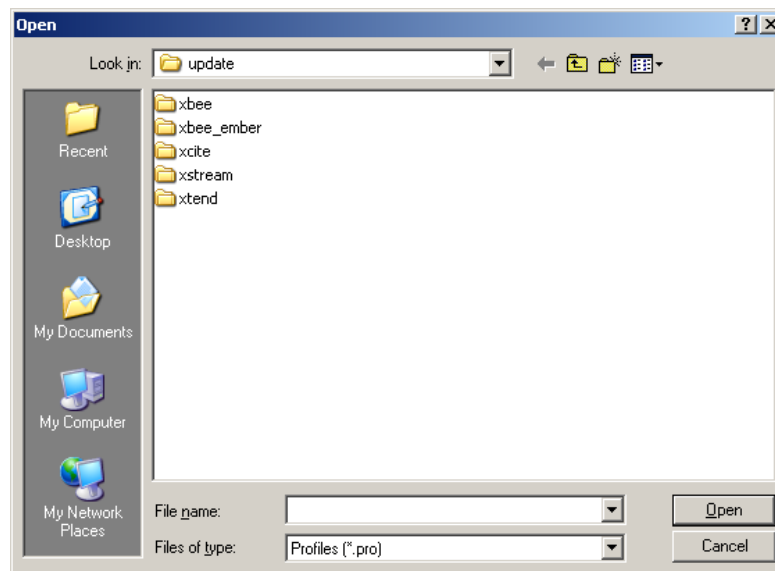 Open
Look in:
update
xbee
xbee_ember
xcite
xstream
xtend
Recent
Desktop
My Documents
My Computer
My Network
Places
File name:
Open
Files of type:
Profiles (*.pro)
Cancel